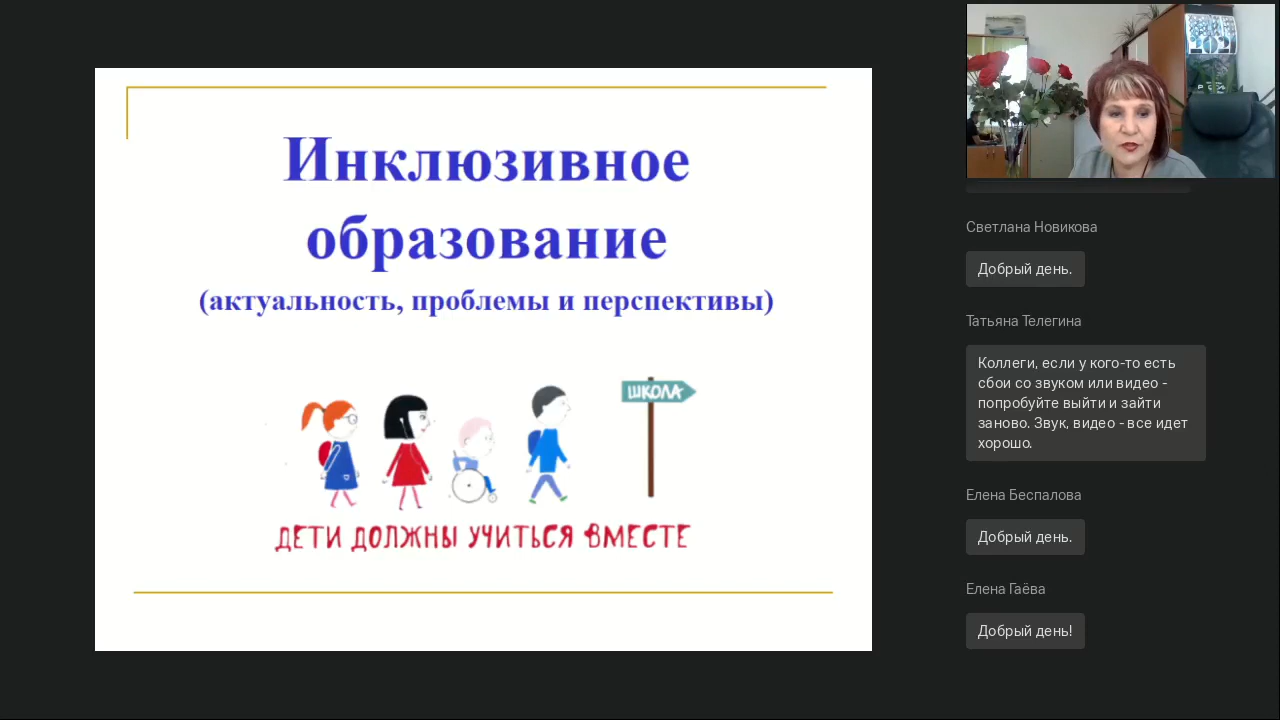 Инклюзивное
образование
(актуальность, проблемы и перспективы)
ШКОЛА
ДЕТИ ДОЛЖНЫ УЧИТЬСЯ ВМЕСТЕ
Светлана Новикова
Добрый день.
Татьяна Телегина
Коллеги, если у кого-то есть
сбои со звуком или видео -
попробуйте выйти и зайти
заново. Звук, видео - все идет
хорошо.
Елена Беспалова
Добрый день.
Елена Гаёва
Добрый день!